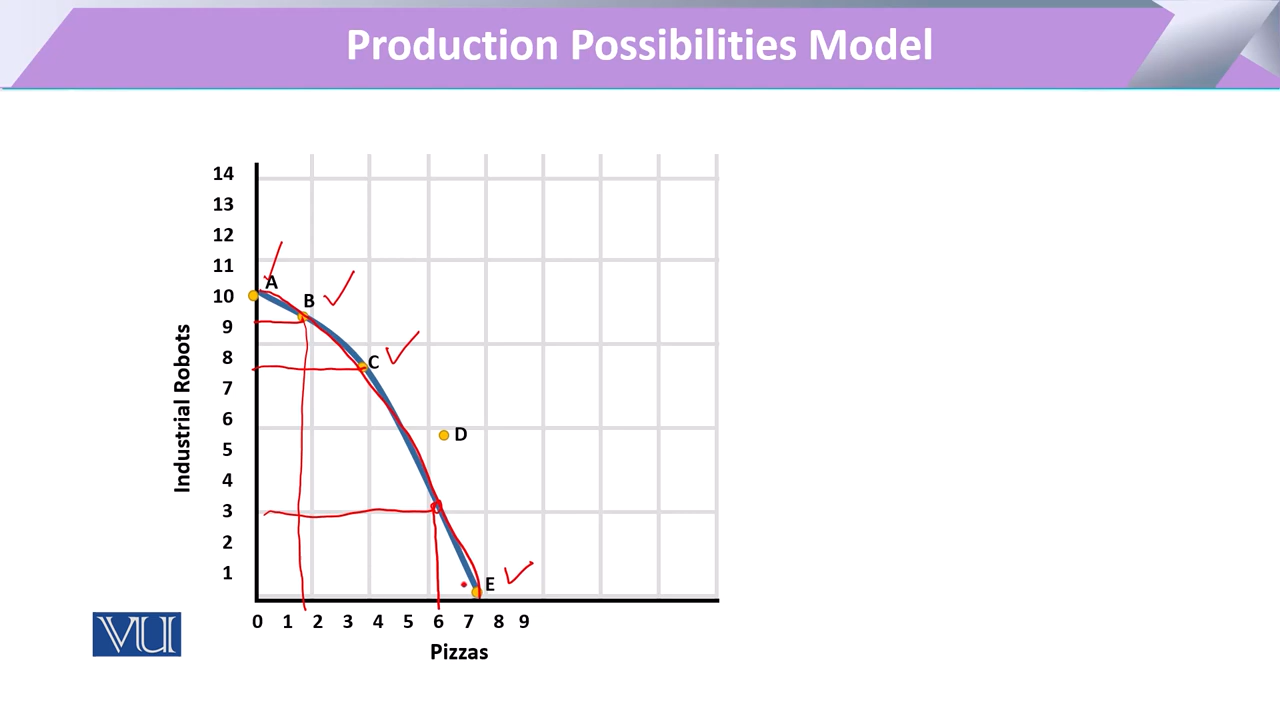 Production Possibilities Model
14
13
12
11
A
10
B
9
8
C
7
6
D
5
4
3
2
1
E
Industrial Robots
0 1 2 3 4 5 6 7 8 9
Pizzas
VU